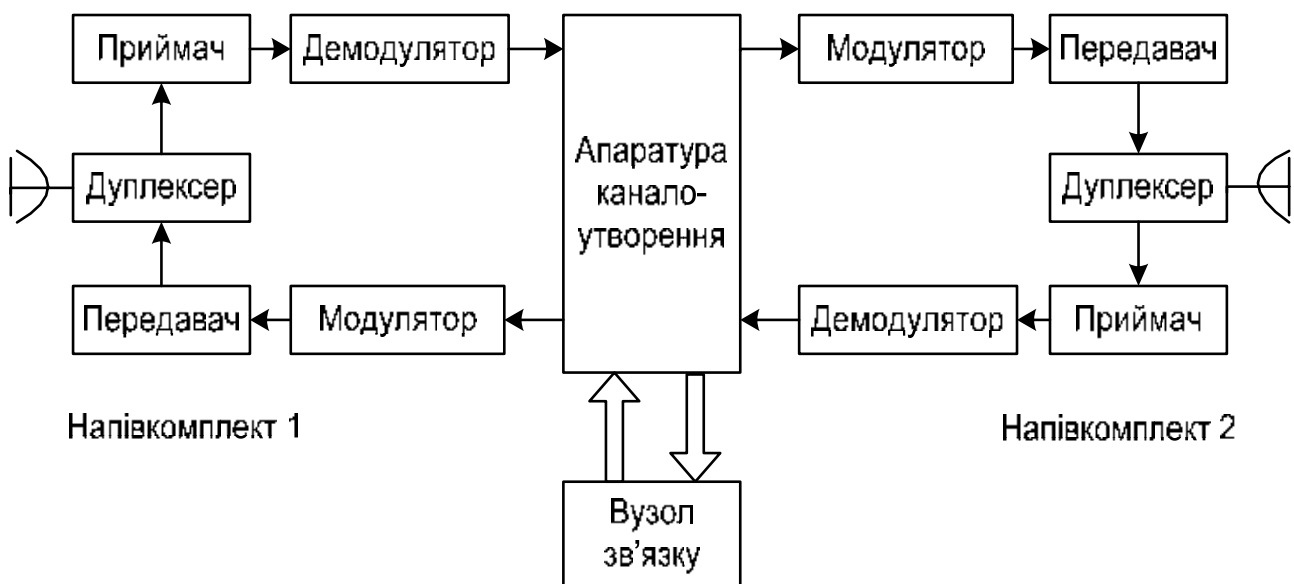 Приймач
Демодулятор
Модулятор
Передавач
Апаратура
канало-
утворення
Дуплексер
Дуплексер
Передавач
Модулятор
Демодулятор
Приймач
Напівкомплект 1
Напівкомплект 2
Вузол
зв’язку